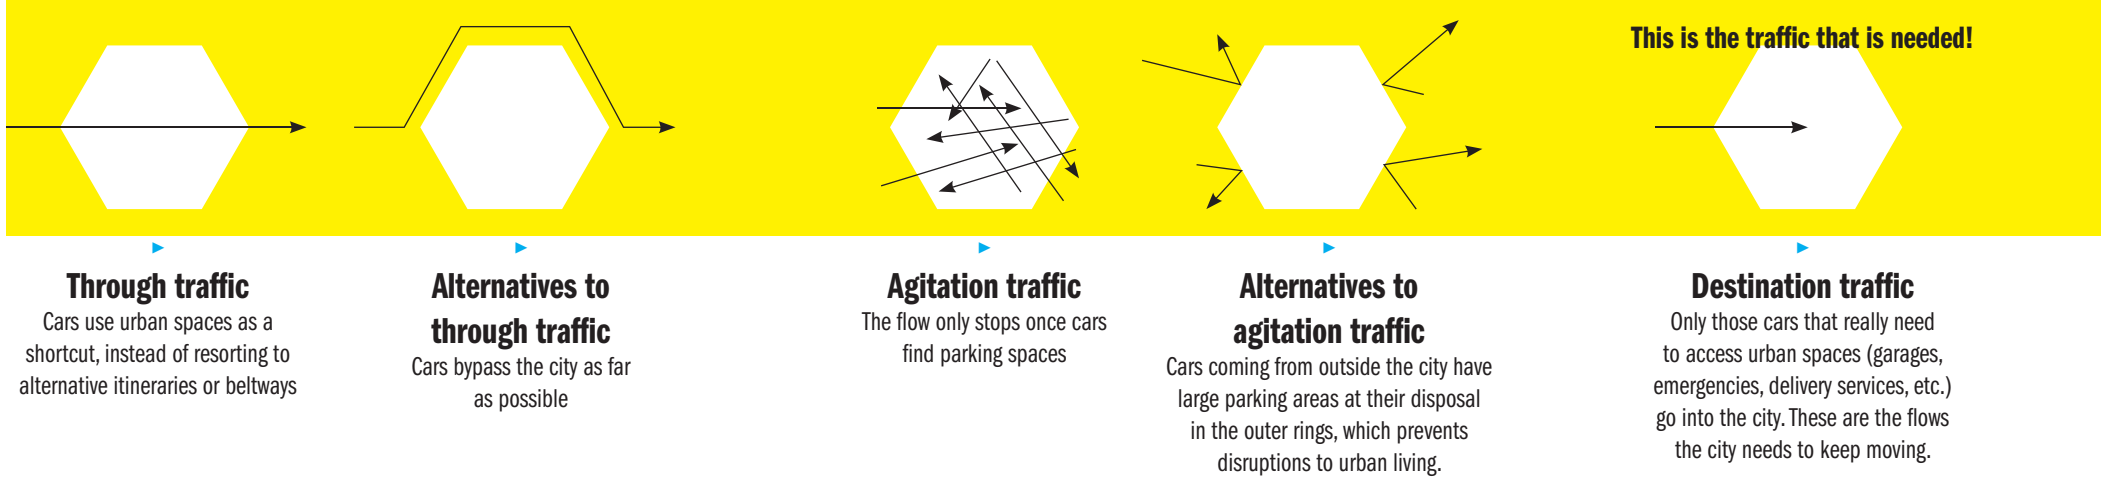 This is the traffic that is needed!
Through traffic
Cars use urban spaces as a
shortcut, instead of resorting to
alternative itineraries or beltways
Alternatives to
through traffic
Cars bypass the city as far
as possible
Agitation traffic
The flow only stops once cars
find parking spaces
Alternatives to
agitation traffic
Cars coming from outside the city have
large parking areas at their disposal
in the outer rings, which prevents
disruptions to urban living.
Destination traffic
Only those cars that really need
to access urban spaces (garages,
emergencies, delivery services, etc.)
go into the city. These are the flows
the city needs to keep moving.